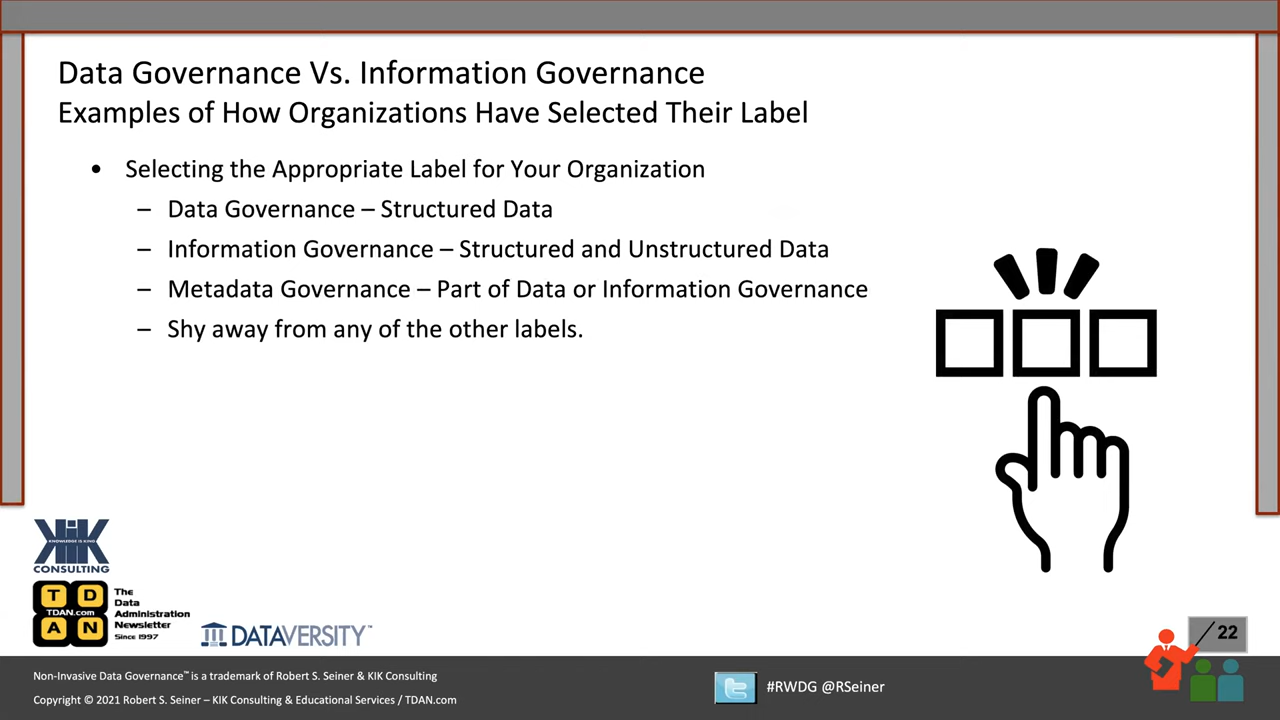 Data Governance Vs. Information Governance
Examples of How Organizations Have Selected Their Label
• Selecting the Appropriate Label for Your Organization
– Data Governance – Structured Data
– Information Governance – Structured and Unstructured Data
– Metadata Governance – Part of Data or Information Governance
– Shy away from any of the other labels.
KIK
KNOWLEDGE IS KING
CONSULTING
T D
TDAN.com
A N
The
Data
Administration
Newsletter
Since 1997
DATAVERSITY™
22
Non-Invasive Data Governance™ is a trademark of Robert S. Seiner & KIK Consulting
Copyright © 2021 Robert S. Seiner – KIK Consulting & Educational Services / TDAN.com
#RWDG @RSeiner